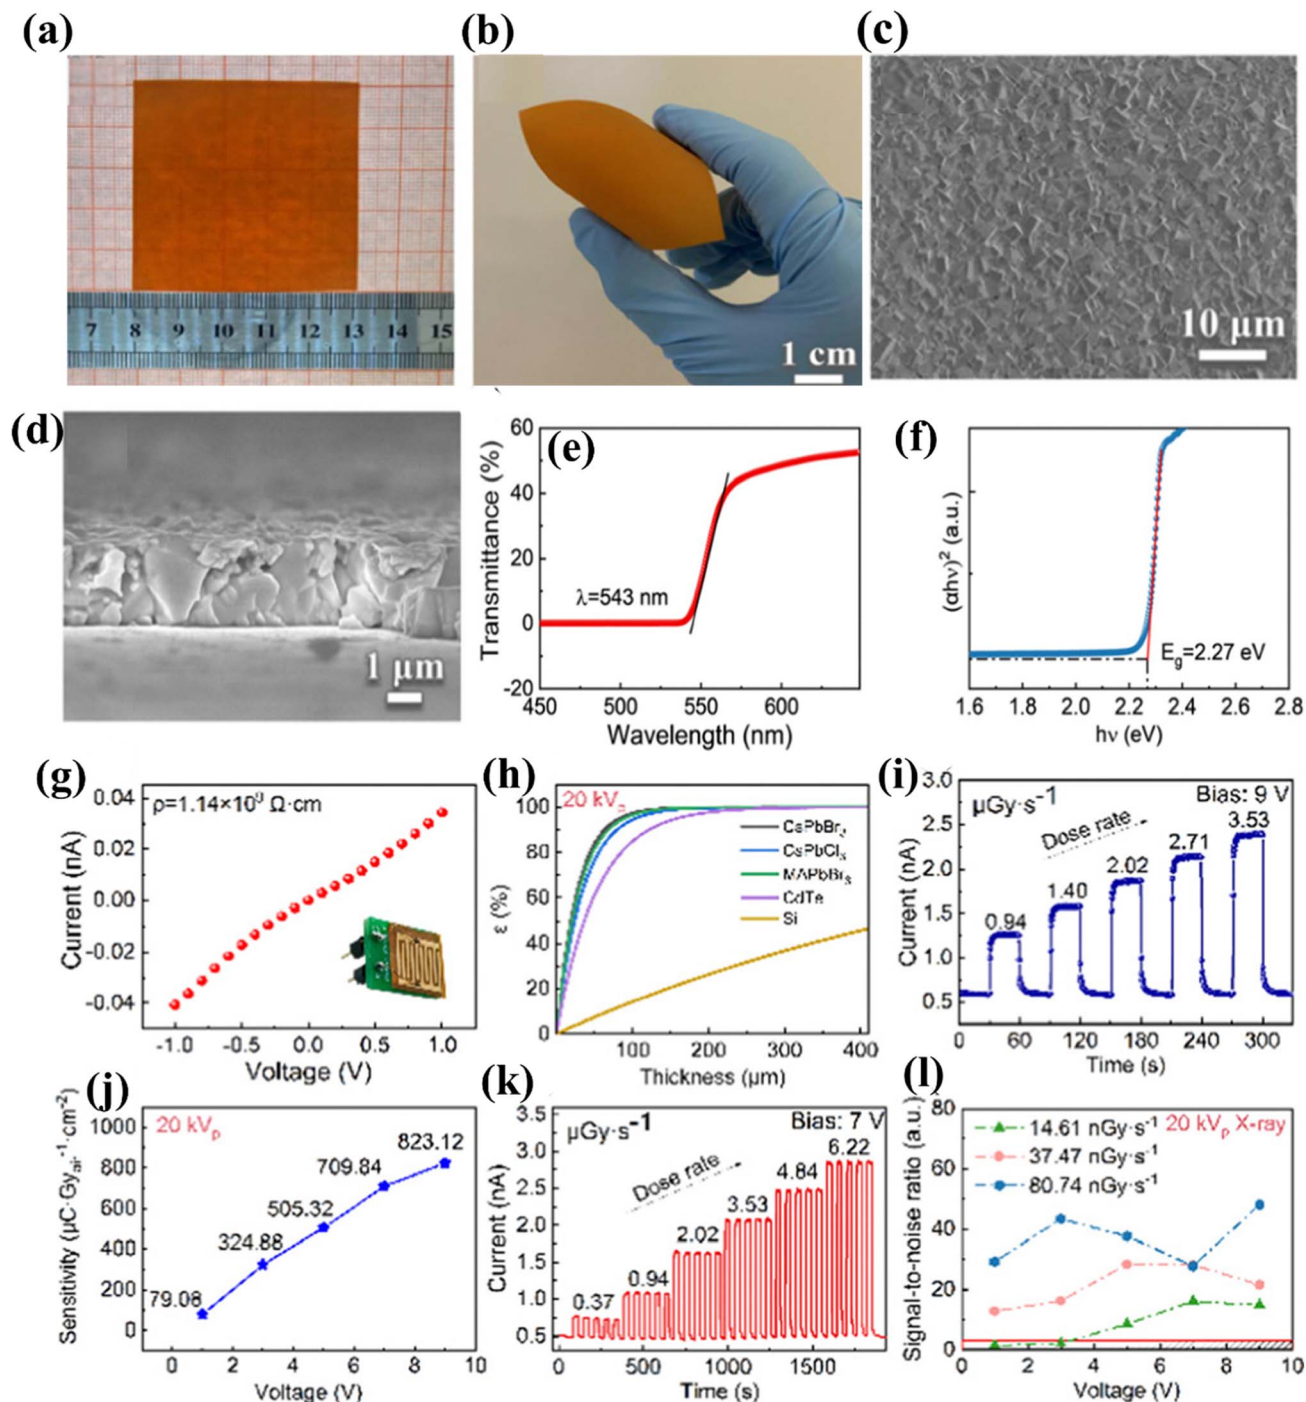 (a)
7 8 9 10 11 12 13 14 15
(b)
1 cm
(c)
10 µm
(d)
1 µm
(e)
Transmittance (%)
60
40
20
0
-20
λ=543 nm
450 500 550 600
Wavelength (nm)
(f)
(αhν)² (a.u.)
Eg=2.27 eV
1.6 2.0 2.2 2.4 2.6 2.8
hν (eV)
(g)
Current (nA)
0.04
0.02
0.00
-0.02
-0.04
ρ=1.14×10⁹ Ω·cm
-1.0 -0.5 0.0 0.5 1.0
Voltage (V)
(h)
20 kVp
ε (%)
100
80
60
40
20
0
CsPbBr₃
CsPbCl₃
MAPbBr₃
CdTe
Si
100 200 300 400
Thickness (µm)
(i)
Current (nA)
3.0
2.5
2.0
1.5
1.0
0.5
µGy·s⁻¹
Bias: 9 V
Dose rate
0.94 1.40 2.02 2.71 3.53
0 60 120 180 240 300
Time (s)
(j)
Sensitivity (µC·Gyair⁻¹·cm⁻²)
1000
800
600
400
200
0
20 kVp
79.08
324.88
505.32
709.84
823.12
0 2 4 6 8 10
Voltage (V)
(k)
Current (nA)
3.5
3.0
2.5
2.0
1.5
1.0
0.5
µGy·s⁻¹
Bias: 7 V
Dose rate
0.37 0.94 2.02 3.53 4.84 6.22
0 500 1000 1500
Time (s)
(l)
Signal-to-noise ratio (a.u.)
80
60
40
20
0
14.61 nGy·s⁻¹
37.47 nGy·s⁻¹
80.74 nGy·s⁻¹
20 kVp X-ray
0 2 4 6 8 10
Voltage (V)